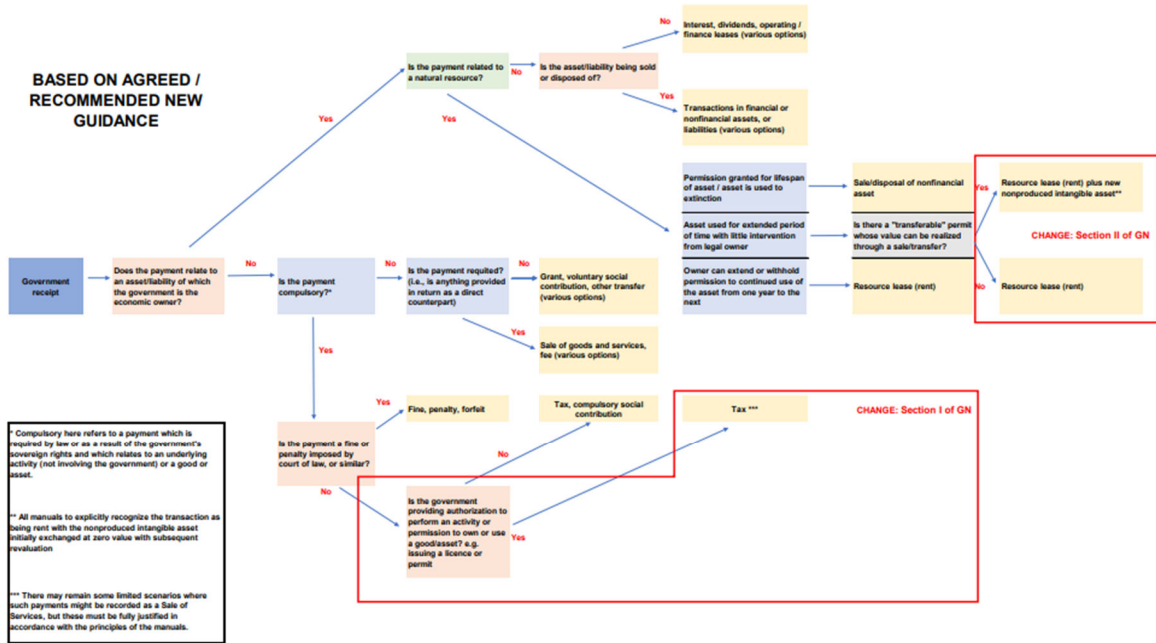 BASED ON AGREED /
RECOMMENDED NEW
GUIDANCE
No
Interest, dividends, operating /
finance leases (various options)
Is the payment related to
a natural resource?
No
Is the asset/liability being sold
or disposed of?
Yes
Yes
Yes
Transactions in financial or
nonfinancial assets, or
liabilities (various options)
Permission granted for lifespan
of asset / asset is used to
extinction
Sale/disposal of nonfinancial
asset
Yes
Resource lease (rent) plus new
nonproduced intangible asset**
Asset used for extended period
of time with little intervention
from legal owner
Is there a "transferable" permit
whose value can be realized
through a sale/transfer?
CHANGE: Section II of GN
Government
receipt
Does the payment relate to
an asset/liability of which
the government is the
economic owner?
No
Is the payment
compulsory?*
No
Is the payment requited?
(i.e., is anything provided
in return as a direct
counterpart)
No
Grant, voluntary social
contribution, other transfer
(various options)
Owner can extend or withhold
permission to continued use of
the asset from one year to the
next
Resource lease (rent)
No
Resource lease (rent)
Yes
Yes
Sale of goods and services,
fee (various options)
Yes
Fine, penalty, forfeit
Tax, compulsory social
contribution
Tax ***
CHANGE: Section I of GN
Is the payment a fine or
penalty imposed by
court of law, or similar?
No
No
Is the government
providing authorization to
perform an activity or
permission to own or use
a good/asset? e.g.
issuing a licence or
permit
Yes
* Compulsory here refers to a payment which is
required by law or as a result of the government's
sovereign rights and which relates to an underlying
activity (not involving the government) or a good or
asset.
** All manuals to explicitly recognize the transaction as
being rent with the nonproduced intangible asset
initially exchanged at zero value with subsequent
revaluation
*** There may remain some limited scenarios where
such payments might be recorded as a Sale of
Services, but these must be fully justified in
accordance with the principles of the manuals.